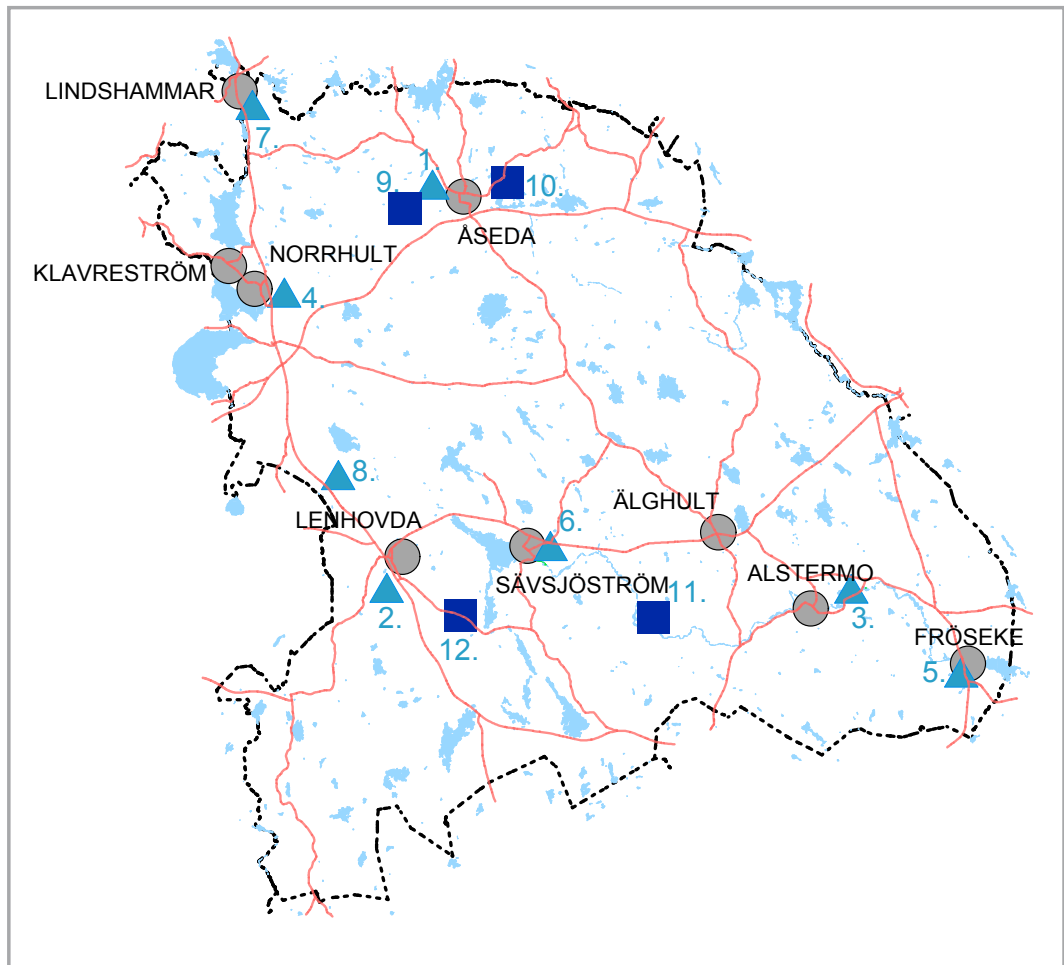 LINDSHAMMAR
7.
1.
9.
10.
ÅSEDA
NORRHULT
KLAVRESTRÖM
4.
8.
LENHOVDA
6.
ÄLGHULT
SÄVSJÖSTRÖM
ALSTERMO
11.
2.
12.
3.
FRÖSEKE
5.